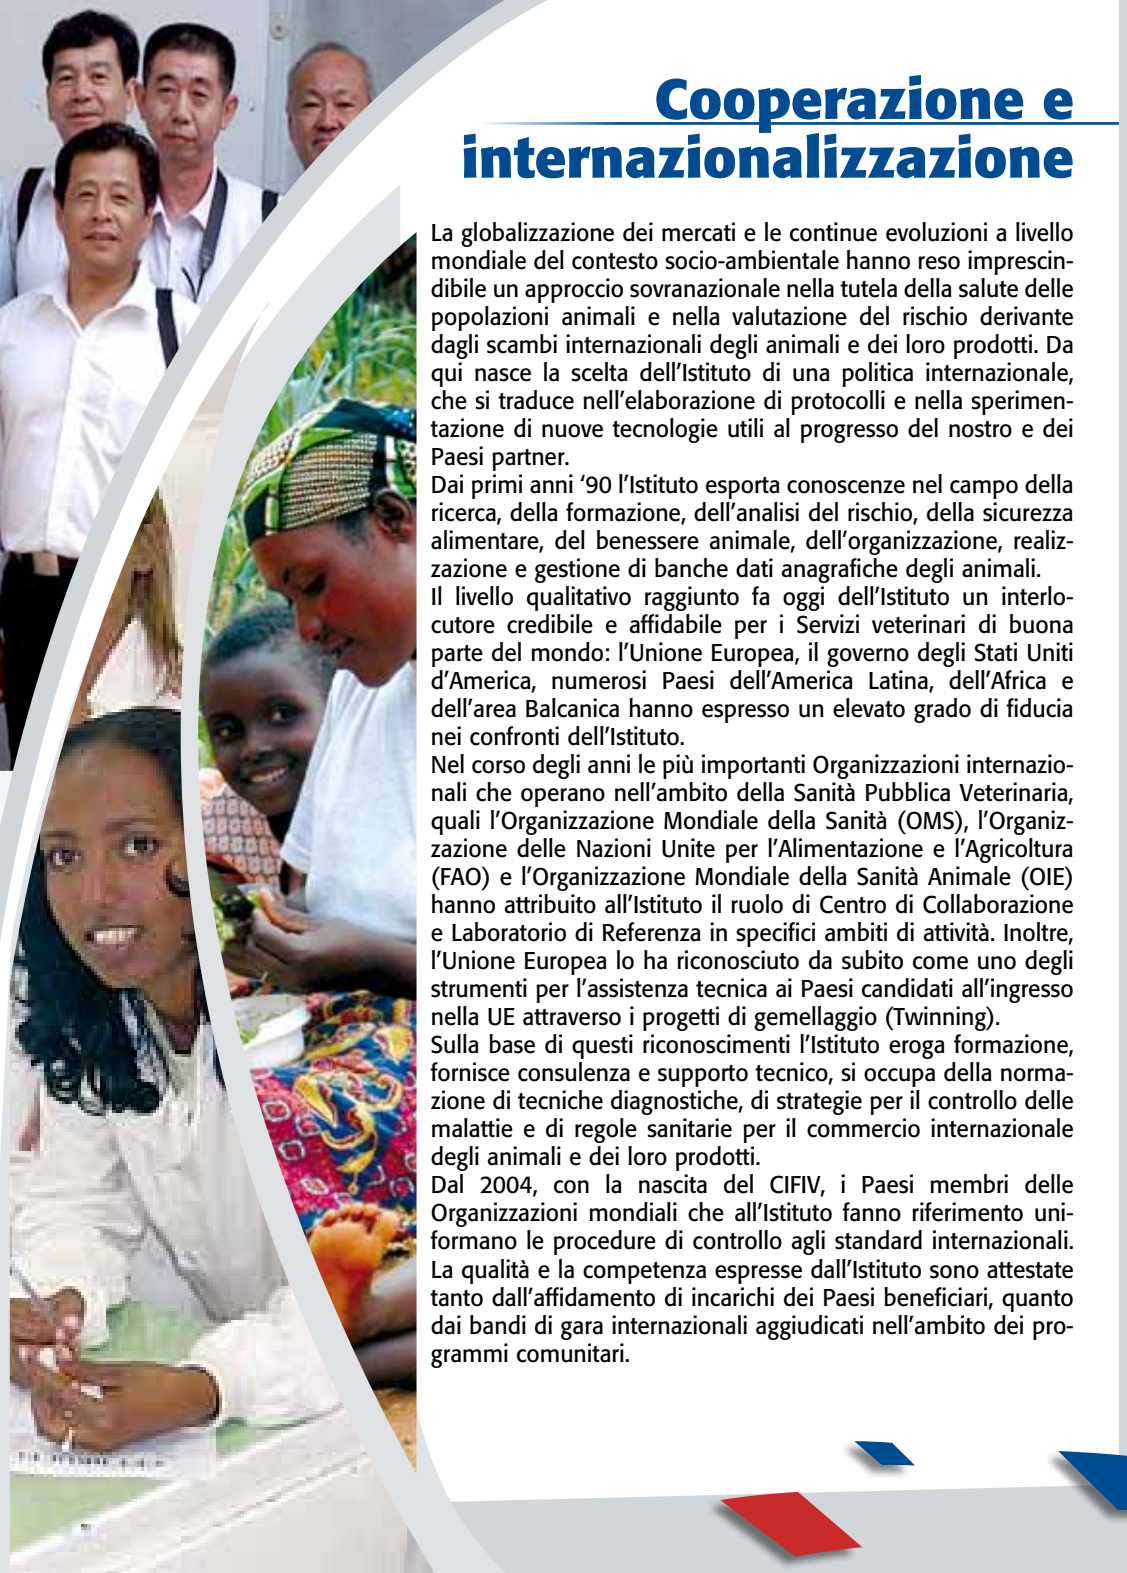 Cooperazione e
internazionalizzazione
La globalizzazione dei mercati e le continue evoluzioni a livello
mondiale del contesto socio-ambientale hanno reso imprescin-
dibile un approccio sovranazionale nella tutela della salute delle
popolazioni animali e nella valutazione del rischio derivante
dagli scambi internazionali degli animali e dei loro prodotti. Da
qui nasce la scelta dell’Istituto di una politica internazionale,
che si traduce nell’elaborazione di protocolli e nella sperimen-
tazione di nuove tecnologie utili al progresso del nostro e dei
Paesi partner.
Dai primi anni ‘90 l’Istituto esporta conoscenze nel campo della
ricerca, della formazione, dell’analisi del rischio, della sicurezza
alimentare, del benessere animale, dell’organizzazione, realiz-
zazione e gestione di banche dati anagrafiche degli animali.
Il livello qualitativo raggiunto fa oggi dell’Istituto un interlo-
cutore credibile e affidabile per i Servizi veterinari di buona
parte del mondo: l’Unione Europea, il governo degli Stati Uniti
d’America, numerosi Paesi dell’America Latina, dell’Africa e
dell’area Balcanica hanno espresso un elevato grado di fiducia
nei confronti dell’Istituto.
Nel corso degli anni le più importanti Organizzazioni internazio-
nali che operano nell’ambito della Sanità Pubblica Veterinaria,
quali l’Organizzazione Mondiale della Sanità (OMS), l’Organiz-
zazione delle Nazioni Unite per l’Alimentazione e l’Agricoltura
(FAO) e l’Organizzazione Mondiale della Sanità Animale (OIE)
hanno attribuito all’Istituto il ruolo di Centro di Collaborazione
e Laboratorio di Referenza in specifici ambiti di attività. Inoltre,
l’Unione Europea lo ha riconosciuto da subito come uno degli
strumenti per l’assistenza tecnica ai Paesi candidati all’ingresso
nella UE attraverso i progetti di gemellaggio (Twinning).
Sulla base di questi riconoscimenti l’Istituto eroga formazione,
fornisce consulenza e supporto tecnico, si occupa della norma-
zione di tecniche diagnostiche, di strategie per il controllo delle
malattie e di regole sanitarie per il commercio internazionale
degli animali e dei loro prodotti.
Dal 2004, con la nascita del CIFIV, i Paesi membri delle
Organizzazioni mondiali che all’Istituto fanno riferimento uni-
formano le procedure di controllo agli standard internazionali.
La qualità e la competenza espresse dall’Istituto sono attestate
tanto dall’affidamento di incarichi dei Paesi beneficiari, quanto
dai bandi di gara internazionali aggiudicati nell’ambito dei pro-
grammi comunitari.